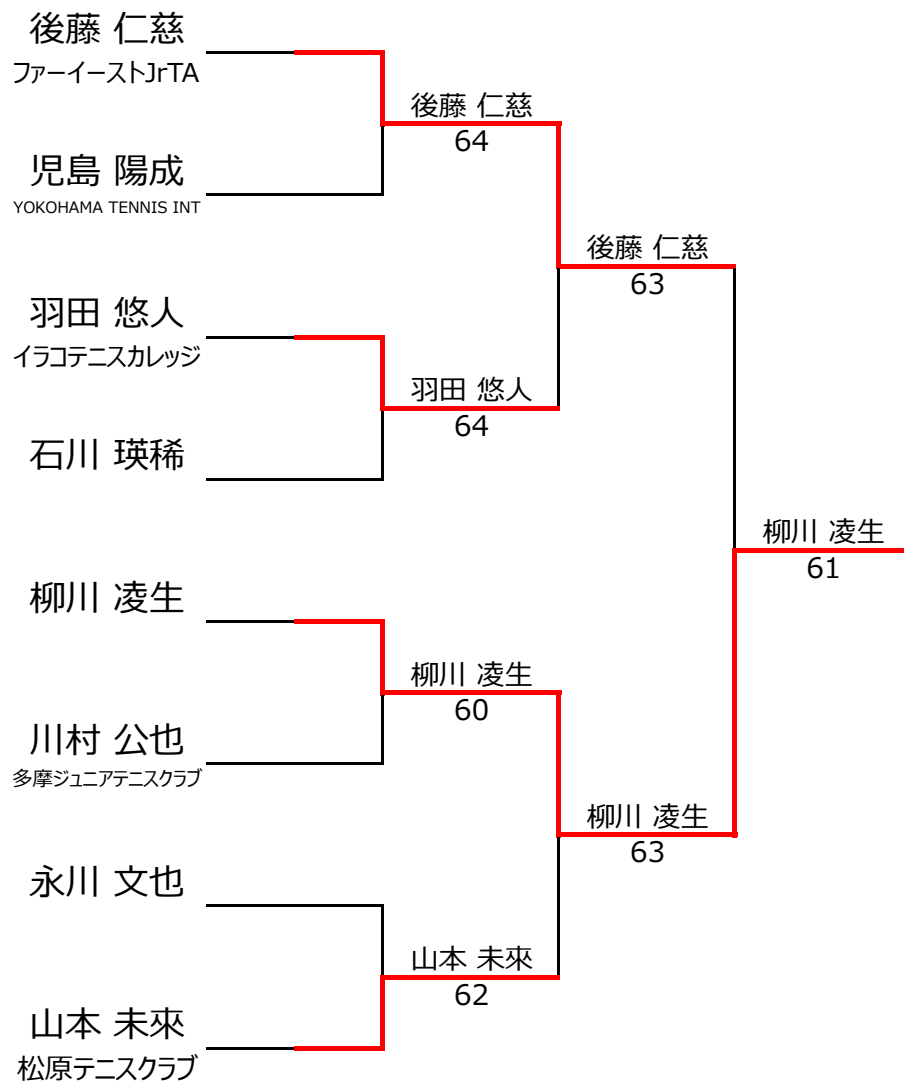 後藤 仁慈
ファーイーストJrTA
後藤 仁慈
64
児島 陽成
YOKOHAMA TENNIS INT
後藤 仁慈
63
羽田 悠人
イラコテニスカレッジ
羽田 悠人
64
石川 瑛稀
柳川 凌生
61
柳川 凌生
柳川 凌生
60
川村 公也
多摩ジュニアテニスクラブ
柳川 凌生
63
永川 文也
山本 未來
62
山本 未來
松原テニスクラブ